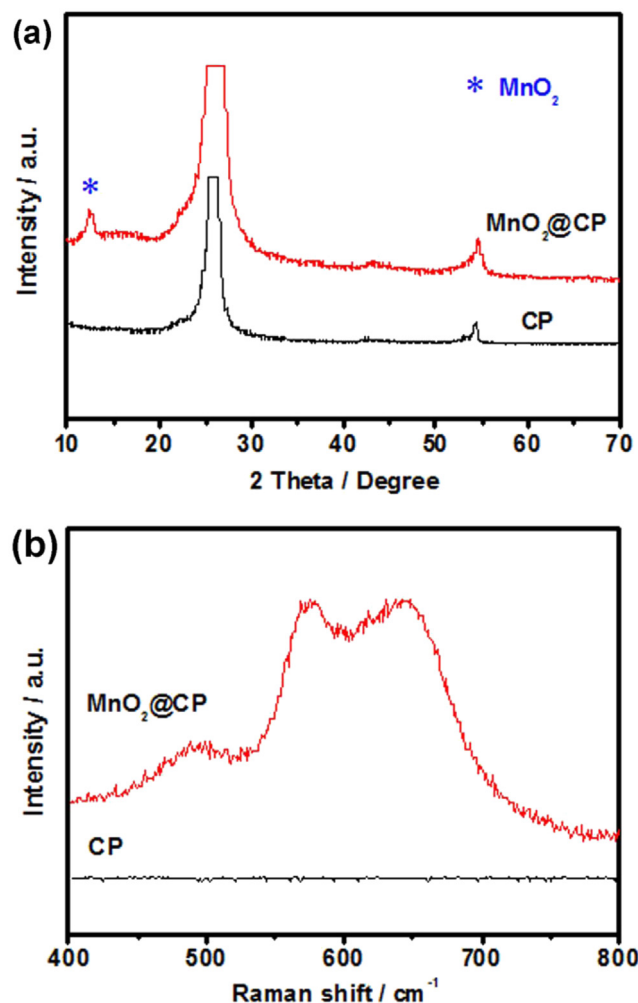 (a)
* MnO₂
*
MnO₂@CP
CP
Intensity / a.u.
10 20 30 40 50 60 70
2 Theta / Degree
(b)
MnO₂@CP
CP
Intensity / a.u.
400 500 600 700 800
Raman shift / cm⁻¹